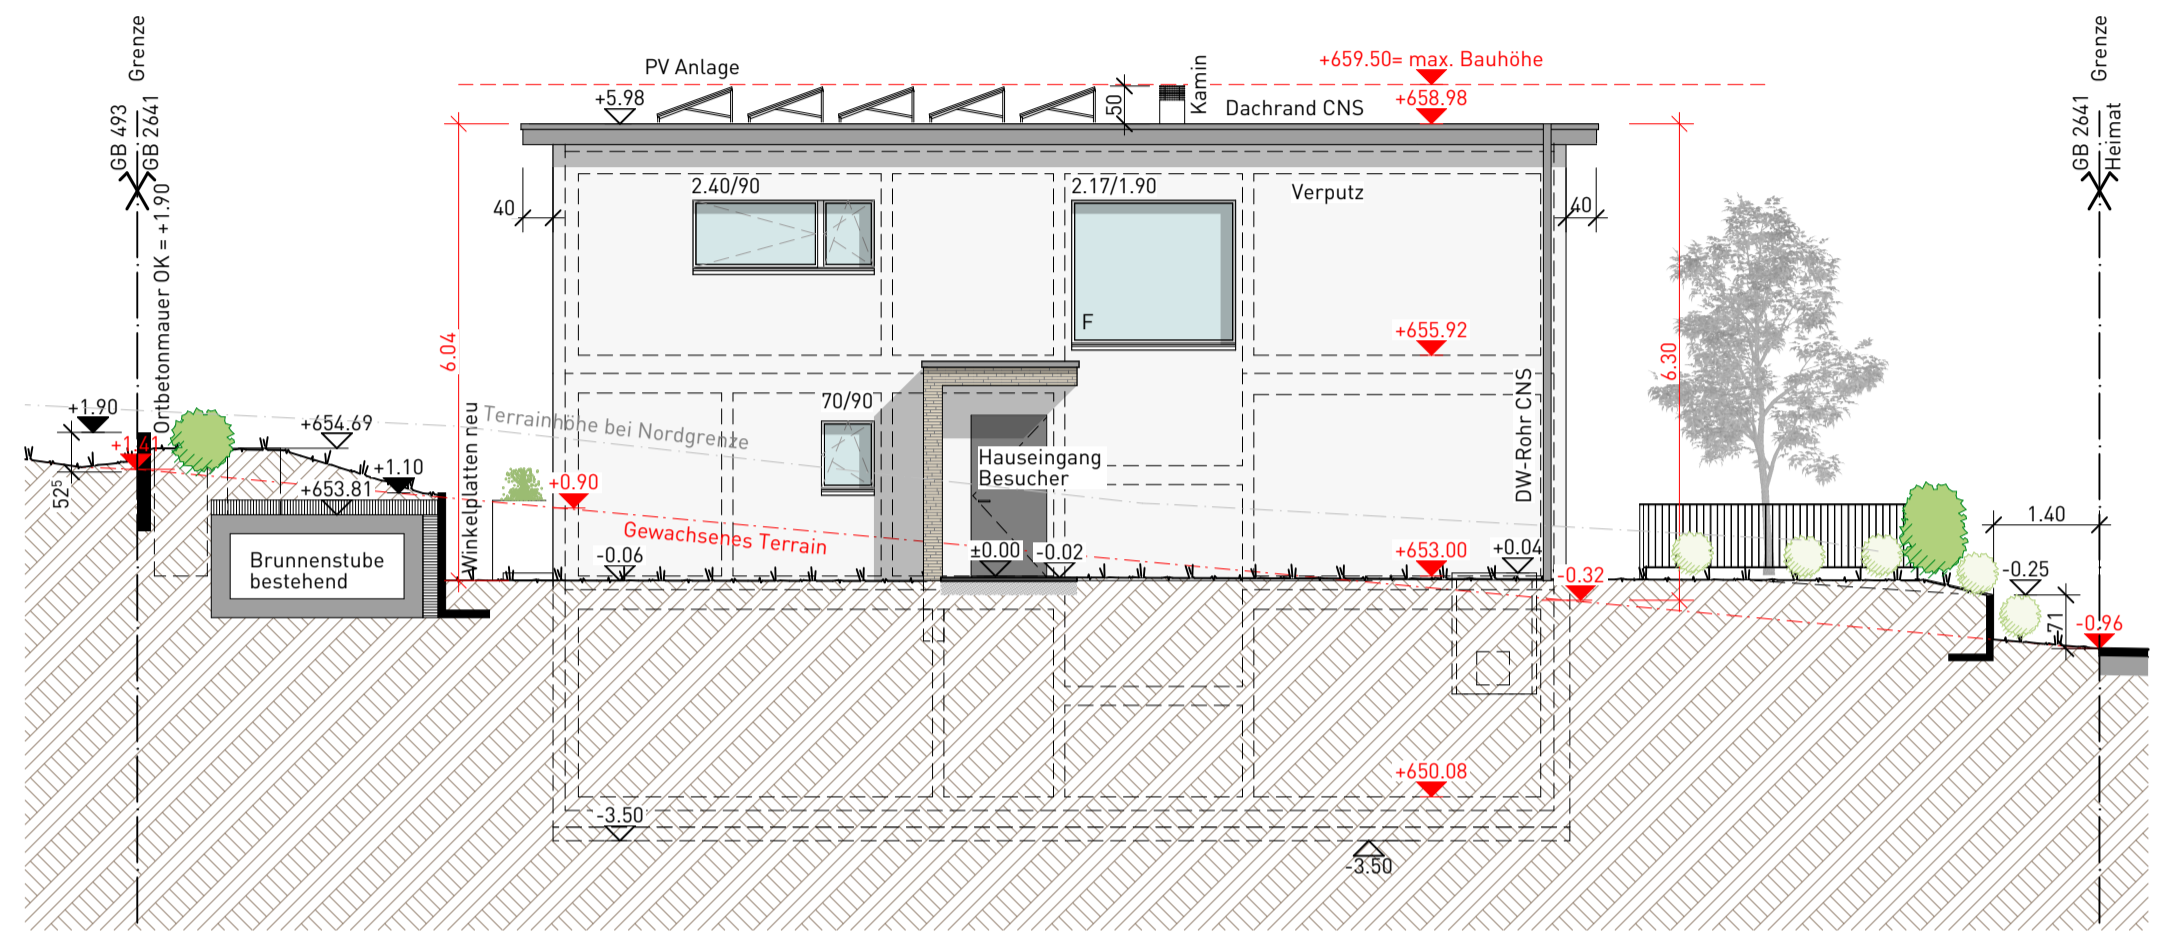 Grenze
GB 493
GB 2641
Ortbetonmauer OK = +1.90
+1.90
+1.41
52⁵
+654.69
+1.10
+653.81
Brunnenstube
bestehend
Winkelplatten neu
6.04
PV Anlage
+5.98
50
Kamin
Dachrand CNS
+659.50= max. Bauhöhe
+658.98
40
2.40/90
2.17/1.90
Verputz
40
F
+655.92
6.30
70/90
Terrainhöhe bei Nordgrenze
+0.90
Gewachsenes Terrain
-0.06
Hauseingang
Besucher
±0.00
-0.02
+653.00
+0.04
DW-Rohr CNS
-0.32
+650.08
-3.50
-3.50
Grenze
GB 2641
Heimat
1.40
-0.25
71
-0.96